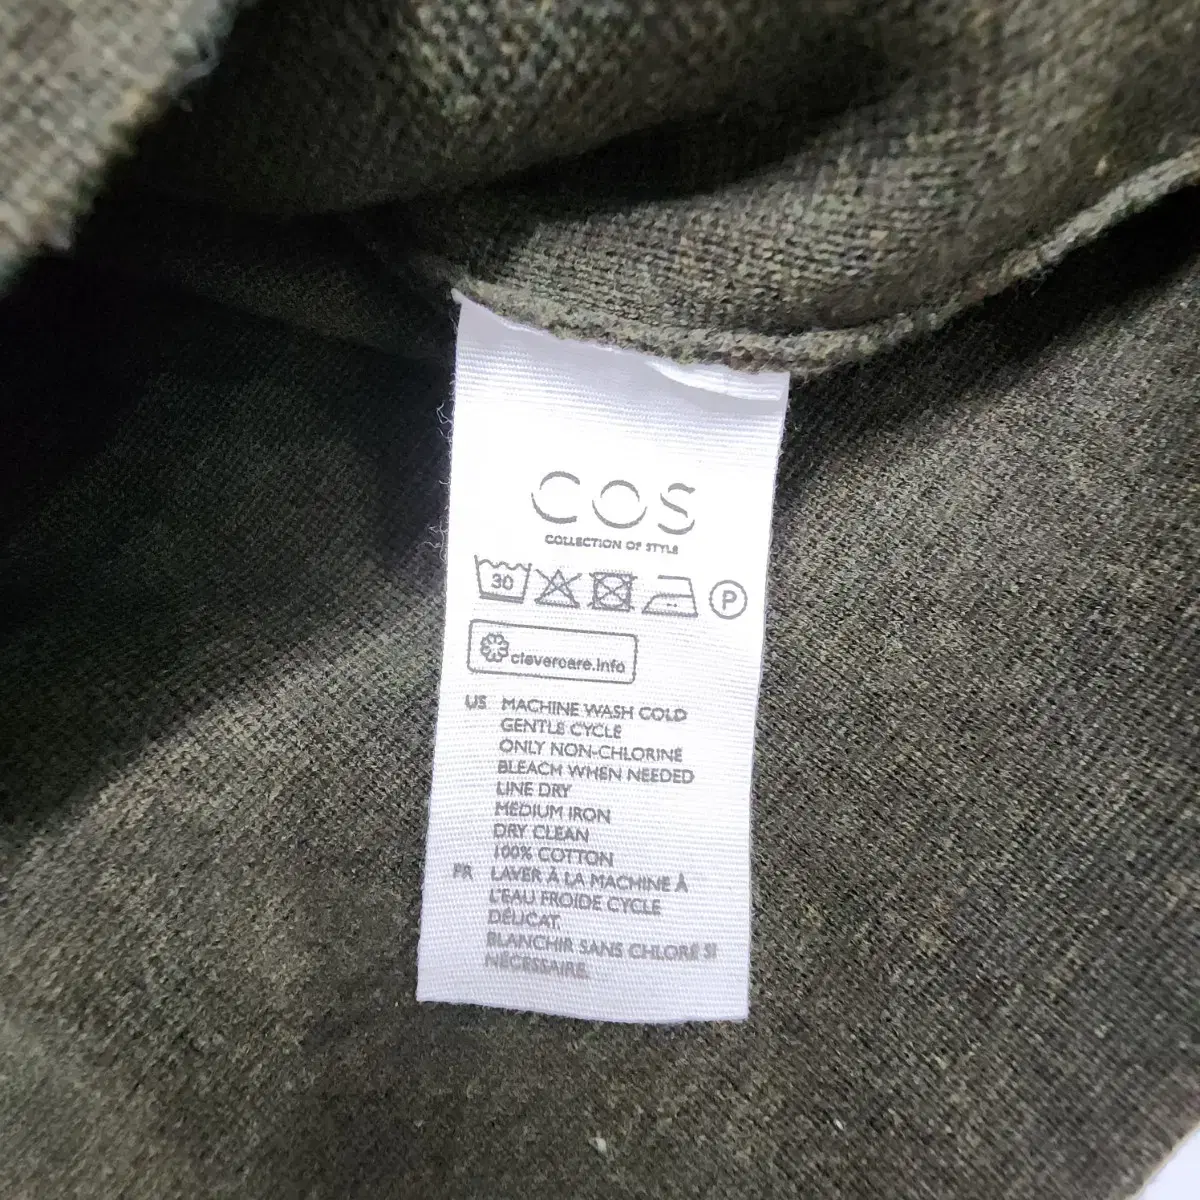 COS
COLLECTION OF STYLE
30
P
clevercare.info
US MACHINE WASH COLD
GENTLE CYCLE
ONLY NON-CHLORINE
BLEACH WHEN NEEDED
LINE DRY
MEDIUM IRON
DRY CLEAN
100% COTTON
FR LAVER À LA MACHINE À
L'EAU FROIDE CYCLE
DÉLICAT.
BLANCHIR SANS CHLORE SI
NÉCESSAIRE.